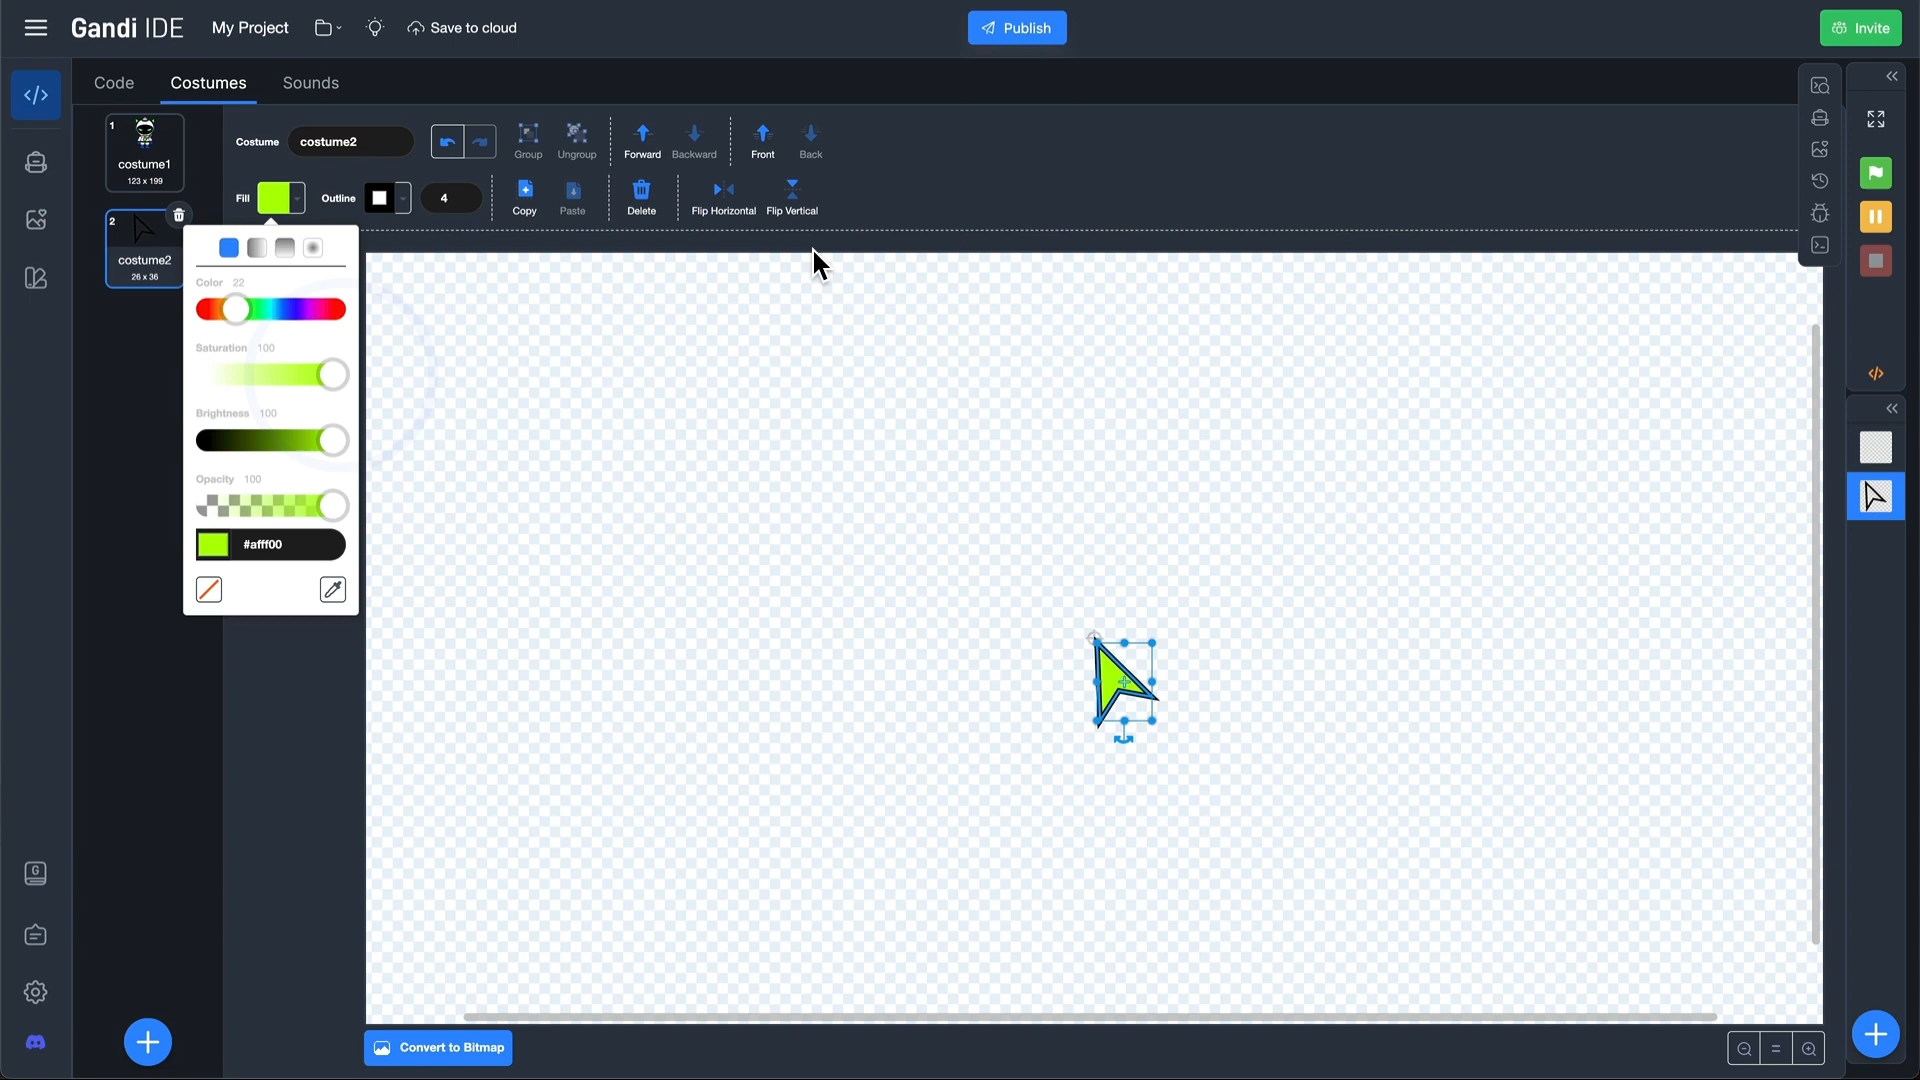 Gandi IDE My Project Save to cloud Publish Invite
Code Costumes Sounds
1
costume1
123 x 199
2
costume2
26 x 36
Costume costume2 Group Ungroup Forward Backward Front Back
Fill Outline 4 Copy Paste Delete Flip Horizontal Flip Vertical
Color 22
Saturation 100
Brightness 100
Opacity 100
#afff00
Convert to Bitmap